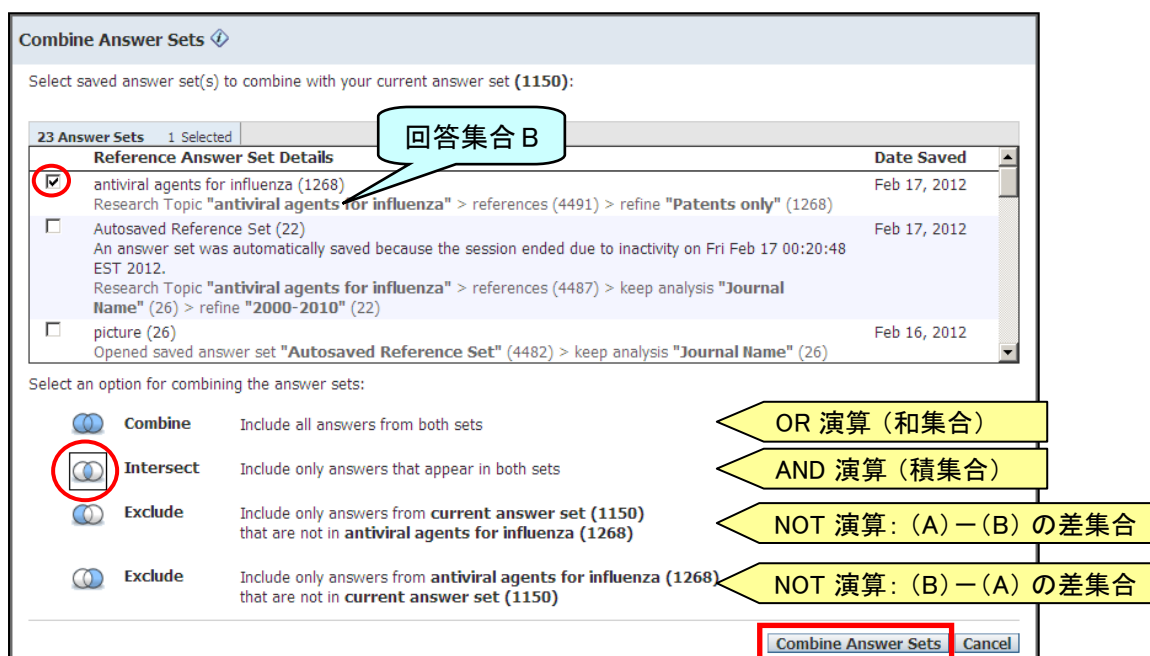 Combine Answer Sets
Select saved answer set(s) to combine with your current answer set (1150):
回答集合B
23 Answer Sets 1 Selected
Reference Answer Set Details Date Saved
antiviral agents for influenza (1268) Feb 17, 2012
Research Topic "antiviral agents for influenza" > references (4491) > refine "Patents only" (1268)
Autosaved Reference Set (22) Feb 17, 2012
An answer set was automatically saved because the session ended due to inactivity on Fri Feb 17 00:20:48
EST 2012.
Research Topic "antiviral agents for influenza" > references (4487) > keep analysis "Journal
Name" (26) > refine "2000-2010" (22)
picture (26) Feb 16, 2012
Opened saved answer set "Autosaved Reference Set" (4482) > keep analysis "Journal Name" (26)
Select an option for combining the answer sets:
Combine Include all answers from both sets OR 演算（和集合）
Intersect Include only answers that appear in both sets AND 演算（積集合）
Exclude Include only answers from current answer set (1150)
that are not in antiviral agents for influenza (1268) NOT 演算：（A）－（B）の差集合
Exclude Include only answers from antiviral agents for influenza (1268)
that are not in current answer set (1150) NOT 演算：（B）－（A）の差集合
Combine Answer Sets Cancel